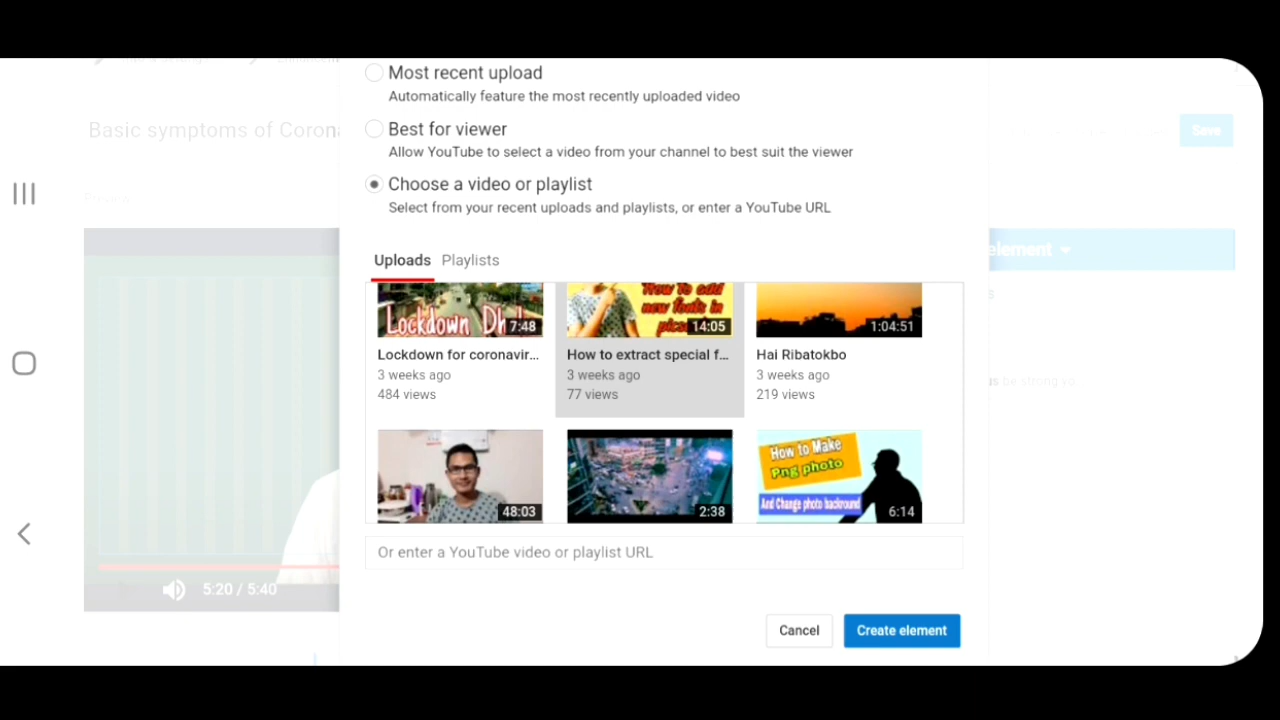 Most recent upload
Automatically feature the most recently uploaded video
Basic symptoms of Corona
Best for viewer
Save
Allow YouTube to select a video from your channel to best suit the viewer
Choose a video or playlist
Select from your recent uploads and playlists, or enter a YouTube URL
element
Uploads Playlists
Lockdown Dh
7:48
How to add
new fonts in
14:05
1:04:51
Lockdown for coronavir...
How to extract special f...
Hai Ribatokbo
3 weeks ago
3 weeks ago
3 weeks ago
484 views
77 views
219 views
48:03
2:38
How to Make
Png photo
And Change photo backround
6:14
Or enter a YouTube video or playlist URL
5:20 / 5:40
Cancel
Create element